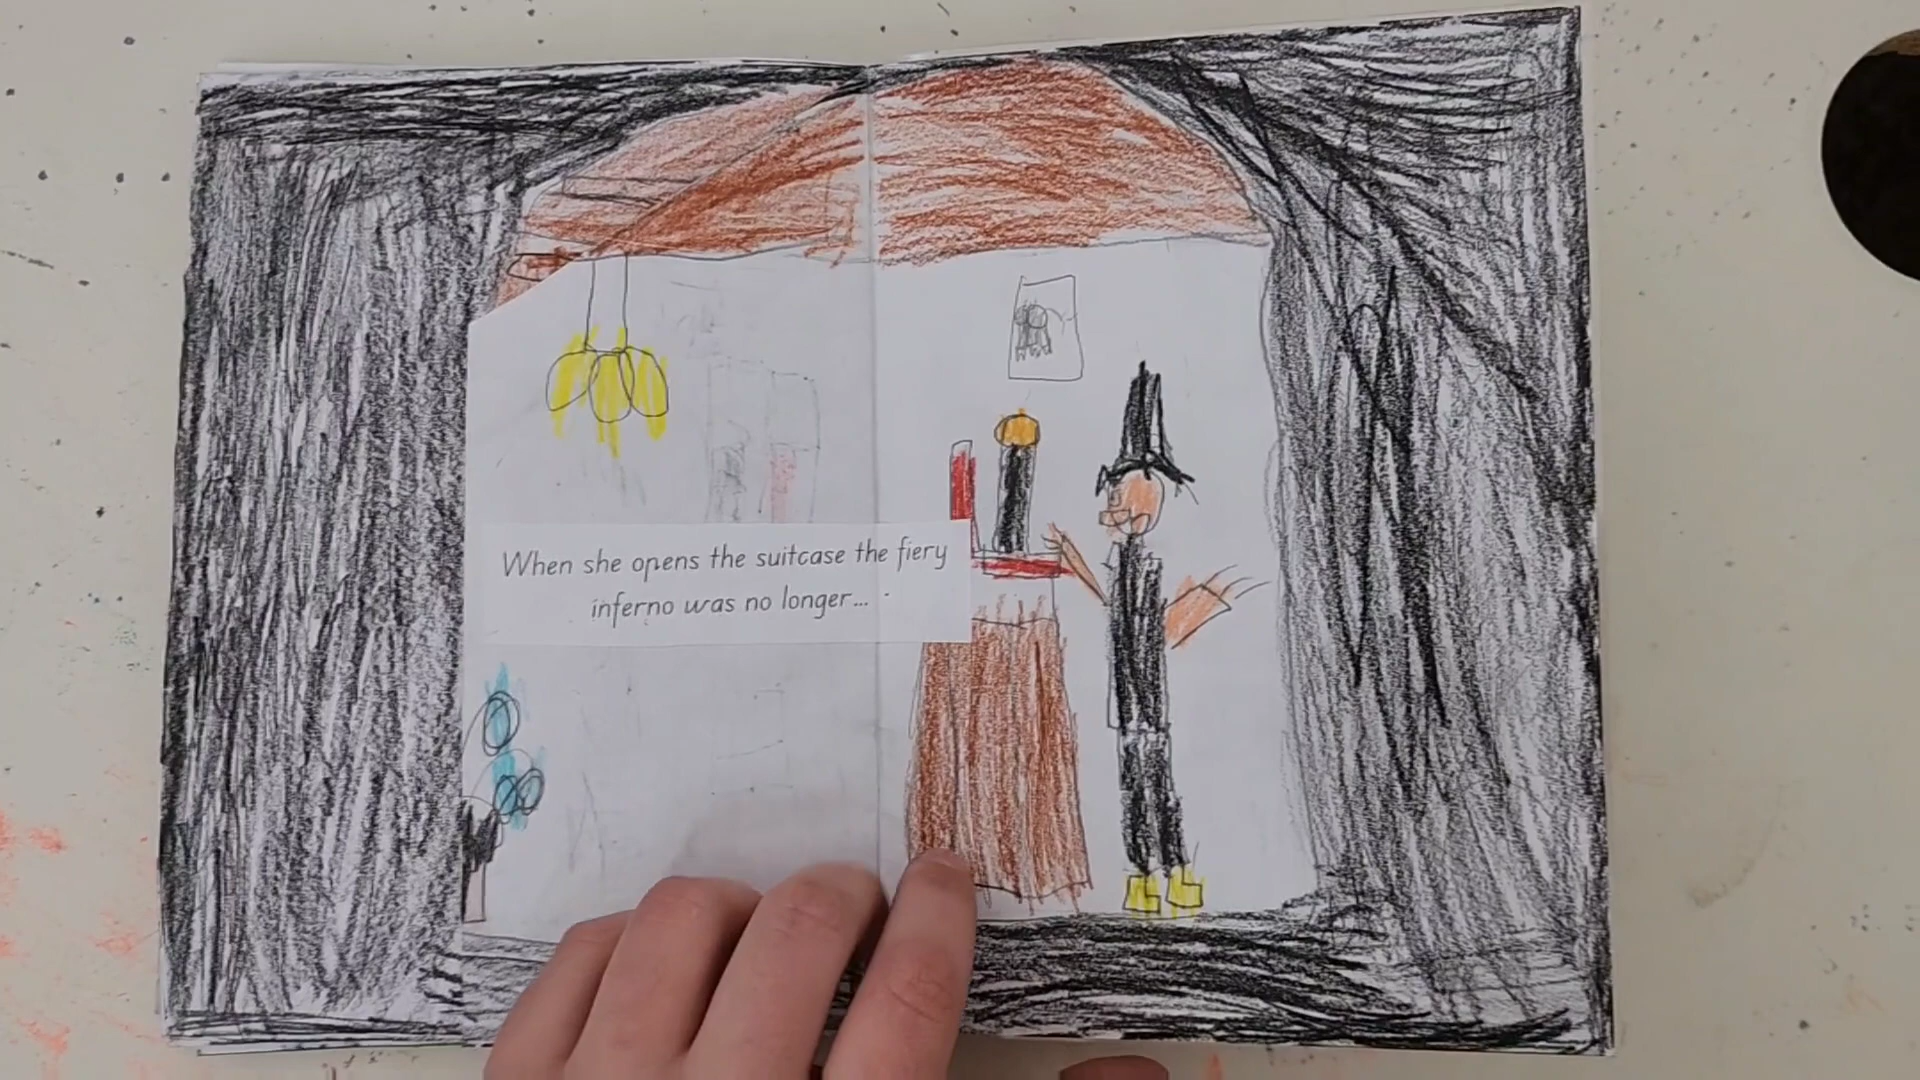 When she opens the suitcase the fiery
inferno was no longer...